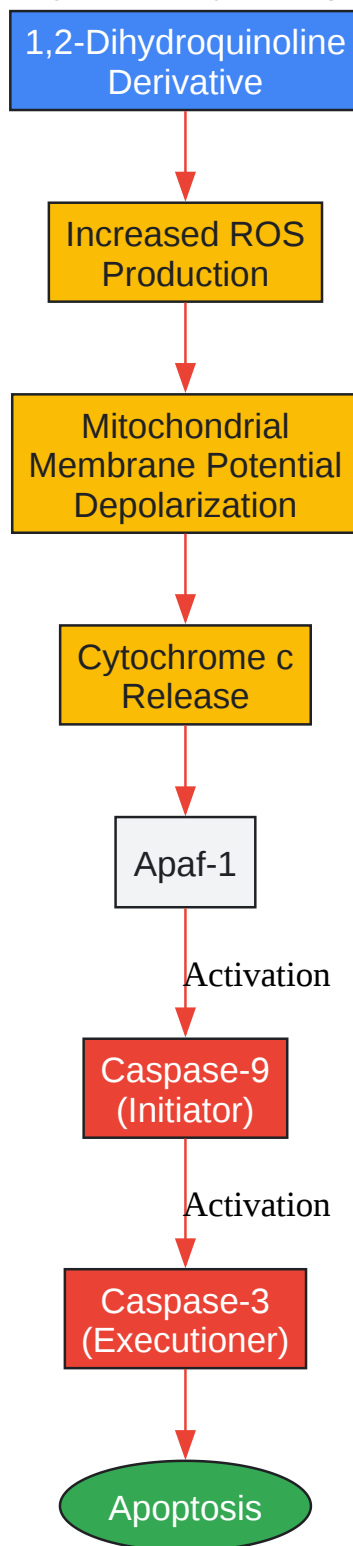 1,2-Dihydroquinoline
Derivative
Increased ROS
Production
Mitochondrial
Membrane Potential
Depolarization
Cytochrome c
Release
Apaf-1
Activation
Caspase-9
(Initiator)
Activation
Caspase-3
(Executioner)
Apoptosis